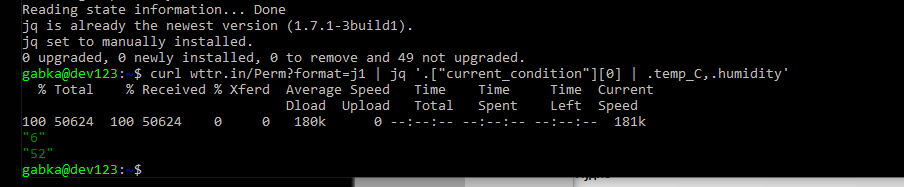 Reading state information... Done
jq is already the newest version (1.7.1-3build1).
jq set to manually installed.
0 upgraded, 0 newly installed, 0 to remove and 49 not upgraded.
gabka@dev123:~$ curl wttr.in/Perm?format=j1 | jq '.["current_condition"][0] | .temp_C,.humidity'
  % Total    % Received % Xferd  Average Speed   Time    Time     Time  Current
                                 Dload  Upload   Total   Spent    Left  Speed
100 50624  100 50624    0     0   180k      0 --:--:-- --:--:-- --:--:--  181k
"6"
"52"
gabka@dev123:~$